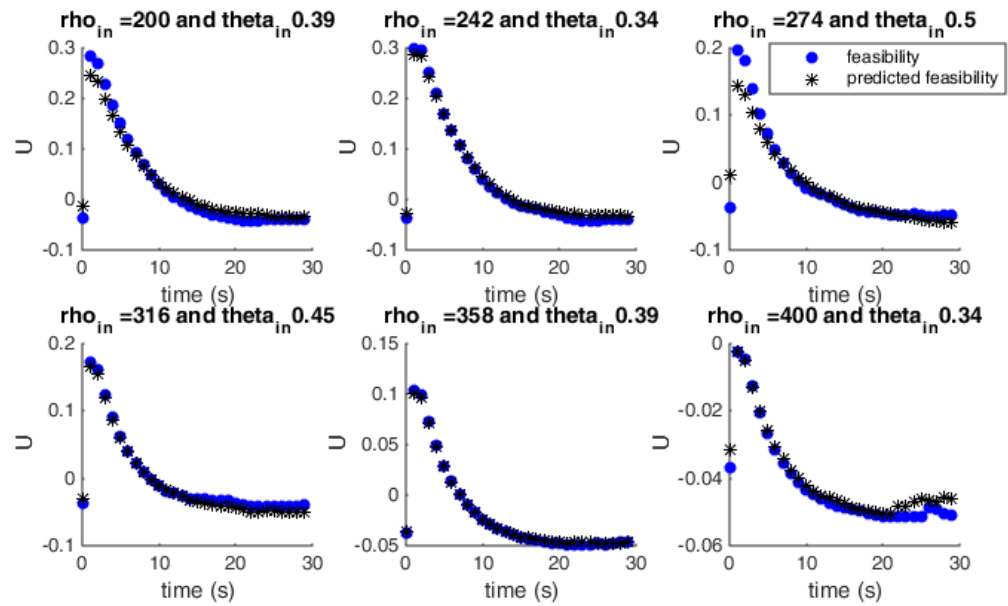 rho_in =200 and theta_in 0.39
rho_in =242 and theta_in 0.34
rho_in =274 and theta_in 0.5
0.3
0.2
0.1
0
-0.1
U
0 10 20 30
time (s)
0.3
0.2
0.1
0
-0.1
U
0 10 20 30
time (s)
0.2
0.1
0
-0.1
U
0 10 20 30
time (s)
feasibility
predicted feasibility
rho_in =316 and theta_in 0.45
rho_in =358 and theta_in 0.39
rho_in =400 and theta_in 0.34
0.2
0.1
0
-0.1
U
0 10 20 30
time (s)
0.15
0.1
0.05
0
-0.05
U
0 10 20 30
time (s)
0
-0.02
-0.04
-0.06
U
0 10 20 30
time (s)